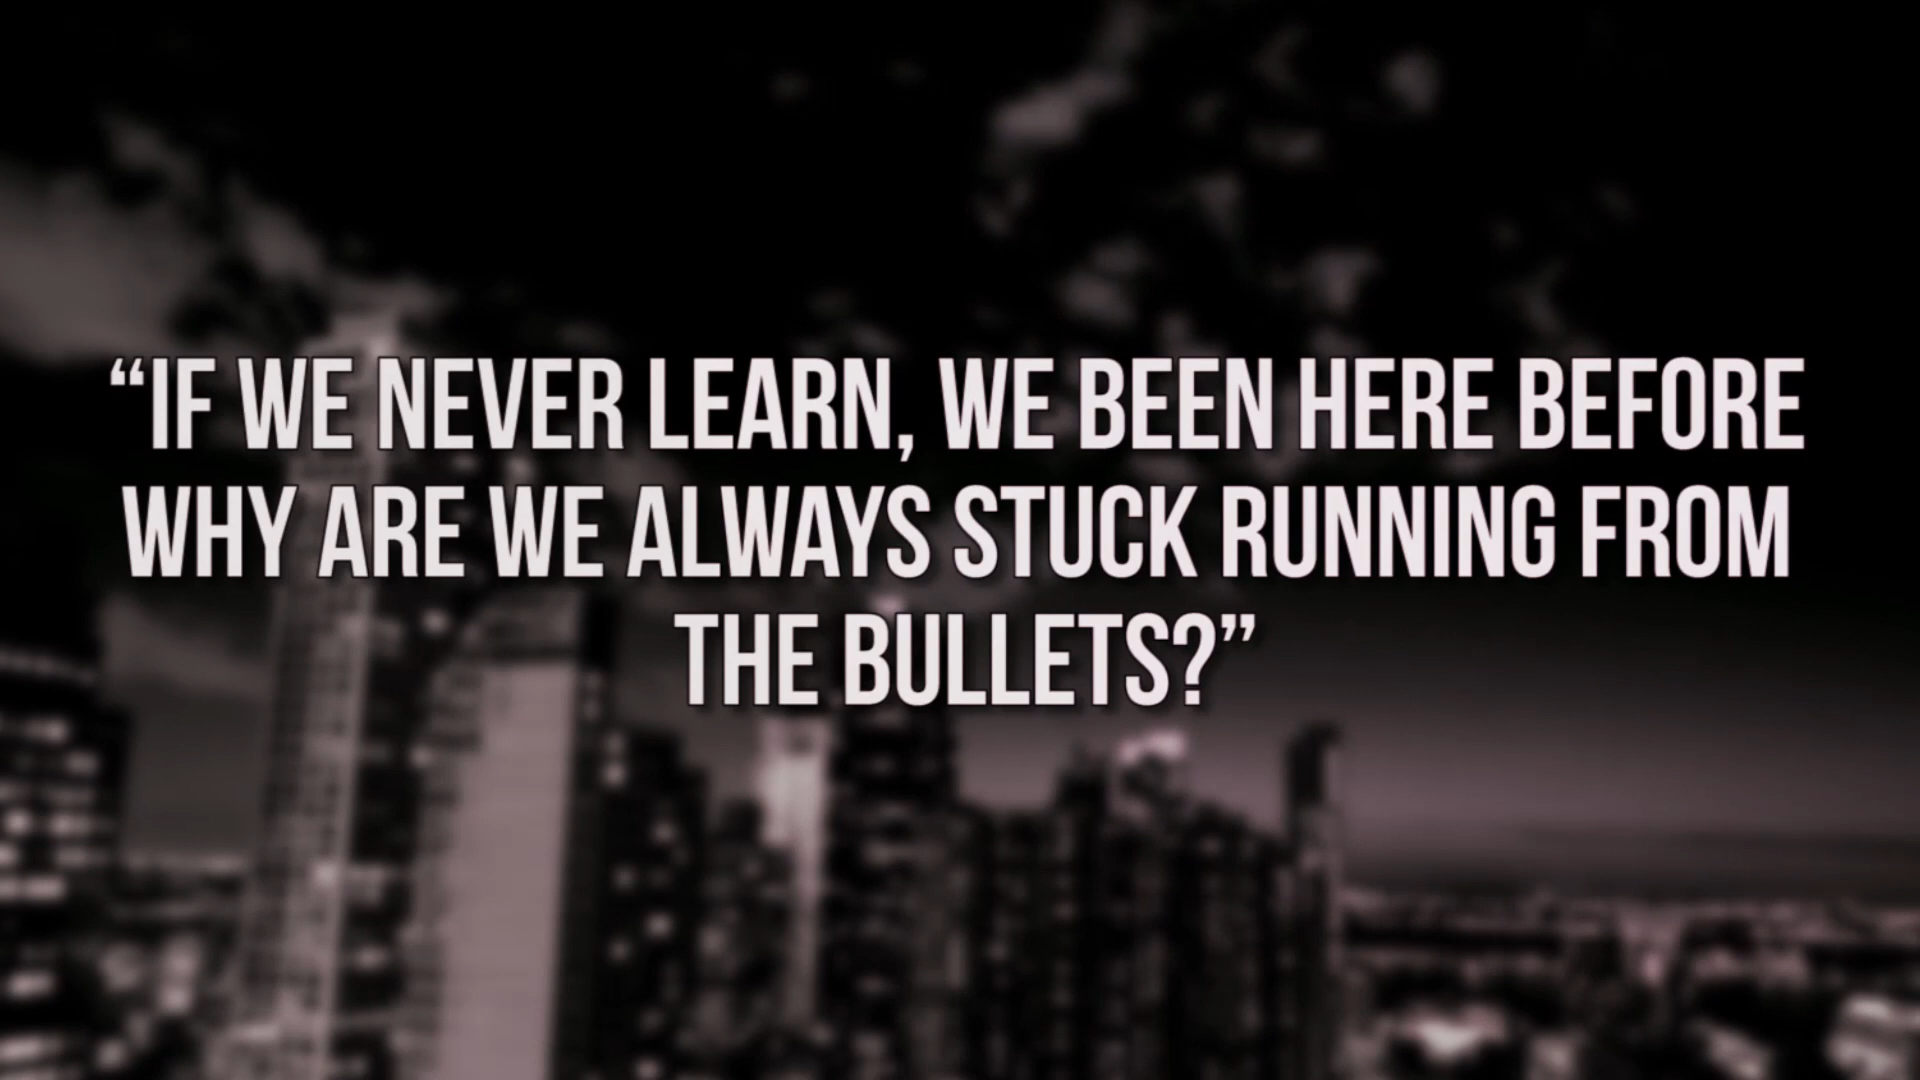 “IF WE NEVER LEARN, WE BEEN HERE BEFORE
WHY ARE WE ALWAYS STUCK RUNNING FROM
THE BULLETS?”